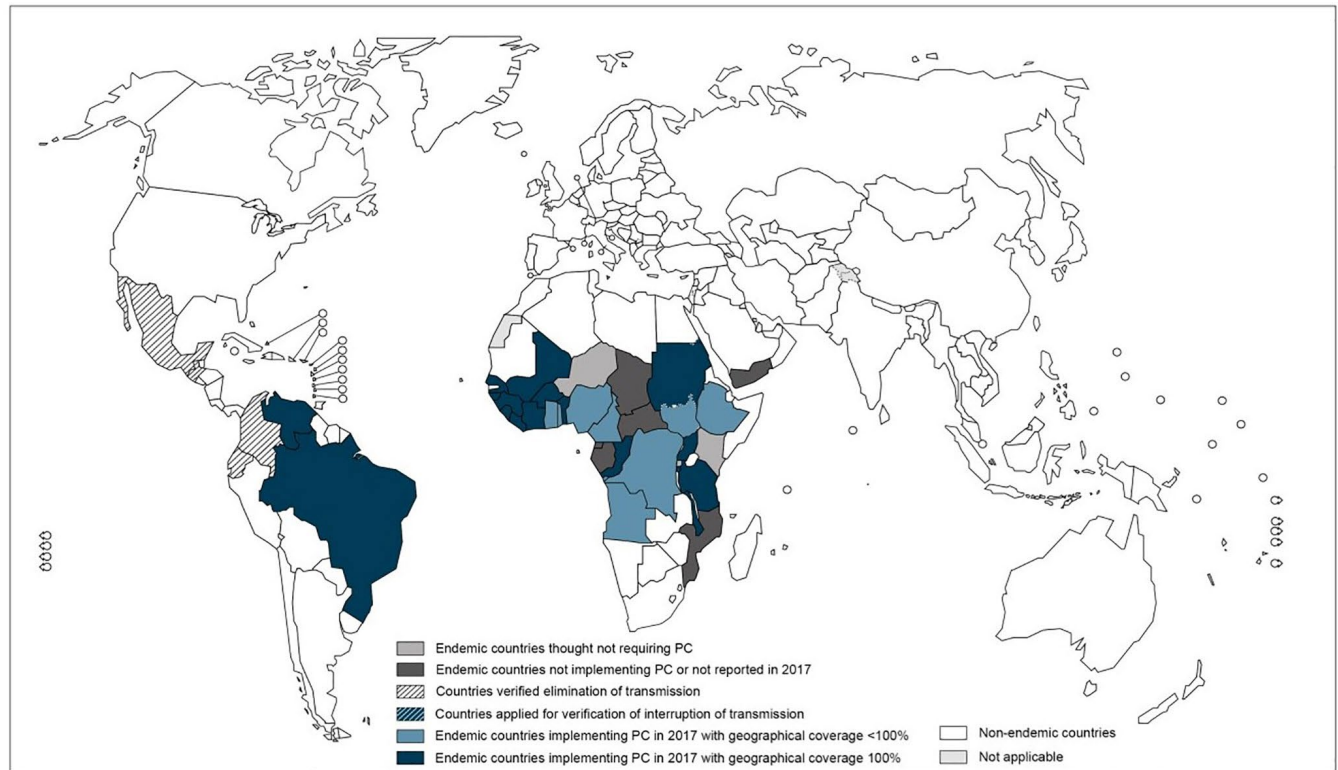 Endemic countries thought not requiring PC
Endemic countries not implementing PC or not reported in 2017
Countries verified elimination of transmission
Countries applied for verification of interruption of transmission
Endemic countries implementing PC in 2017 with geographical coverage <100%
Endemic countries implementing PC in 2017 with geographical coverage 100%
Non-endemic countries
Not applicable